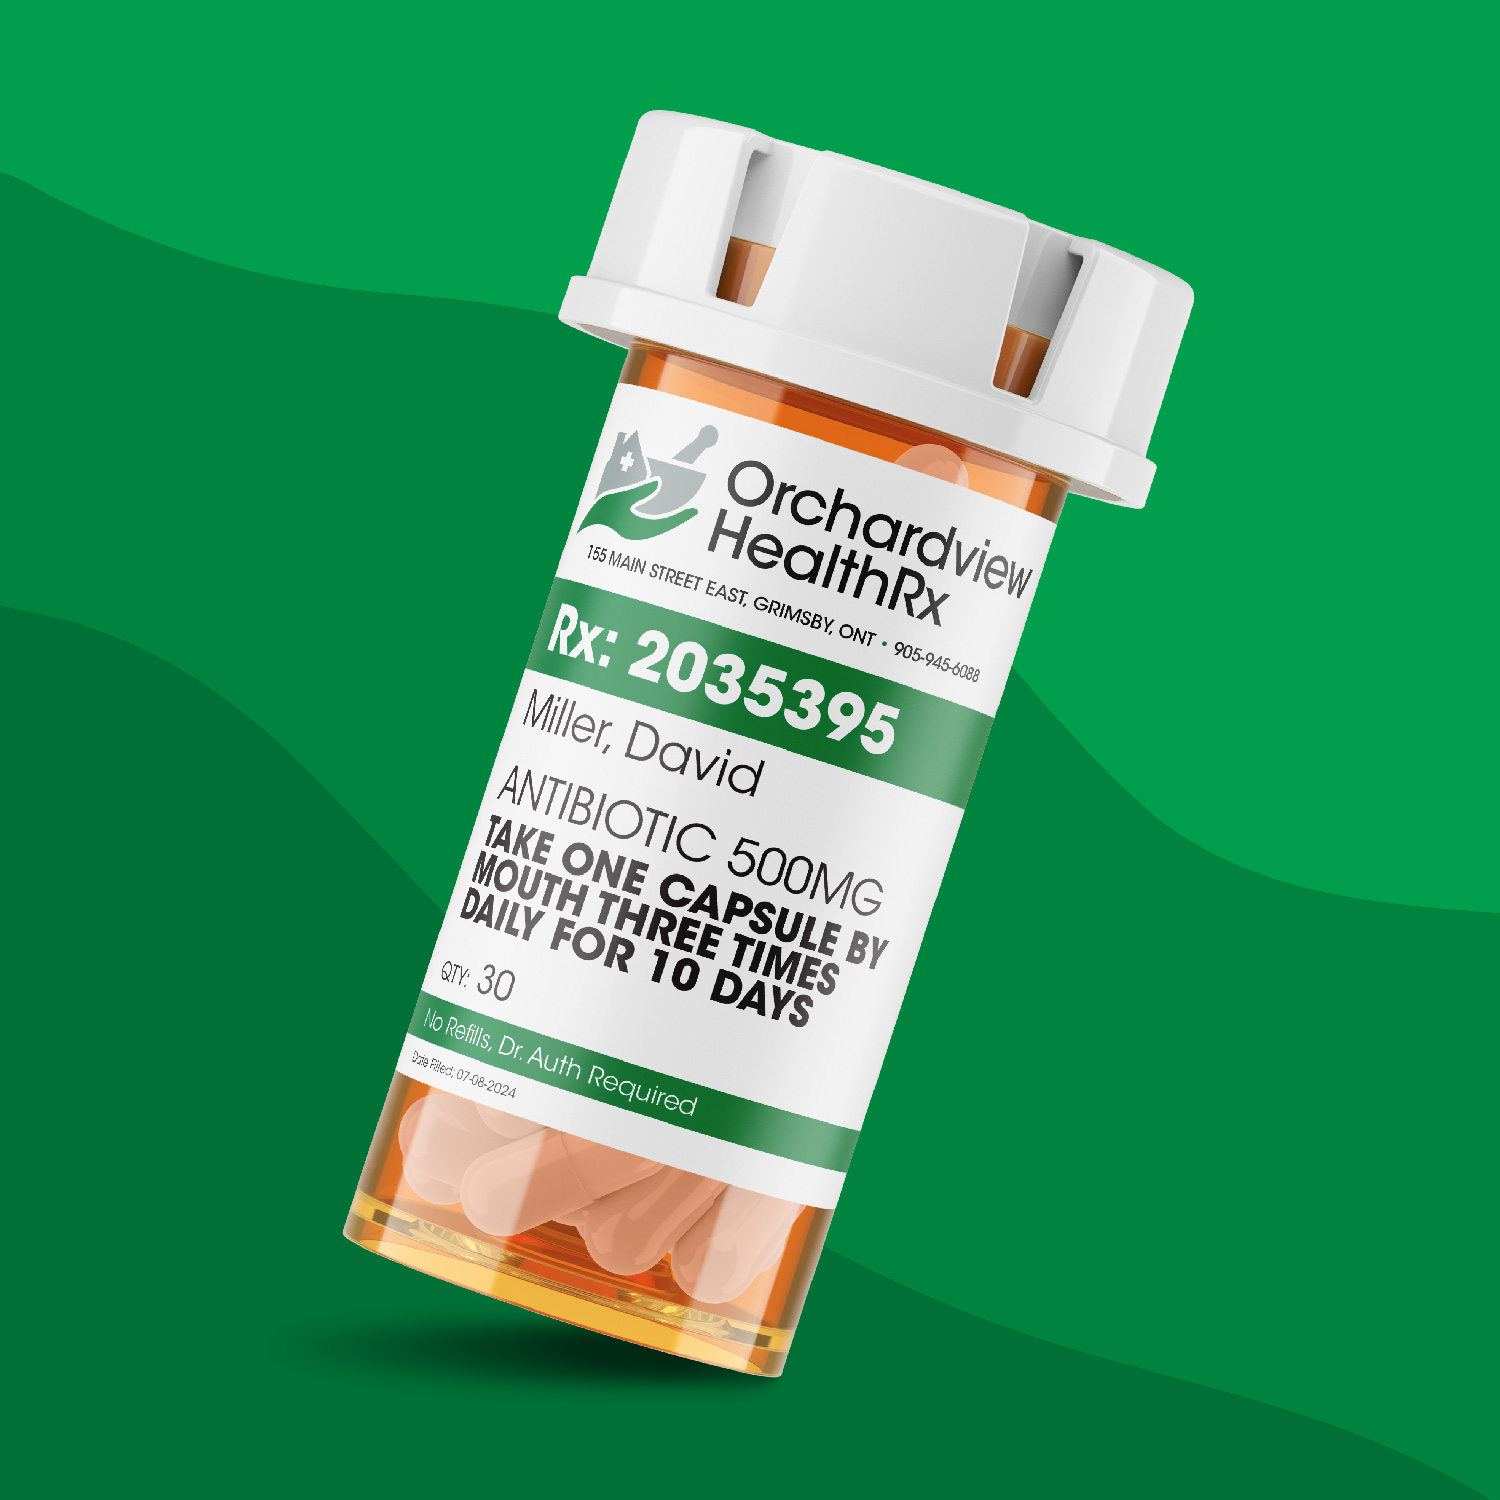 Orchardview
HealthRx
155 MAIN STREET EAST, GRIMSBY, ONT • 905-945-6088
Rx: 2035395
Miller, David
ANTIBIOTIC 500MG
TAKE ONE CAPSULE BY
MOUTH THREE TIMES
DAILY FOR 10 DAYS
QTY: 30
No Refills, Dr. Auth Required
Date Filled: 07-08-2024